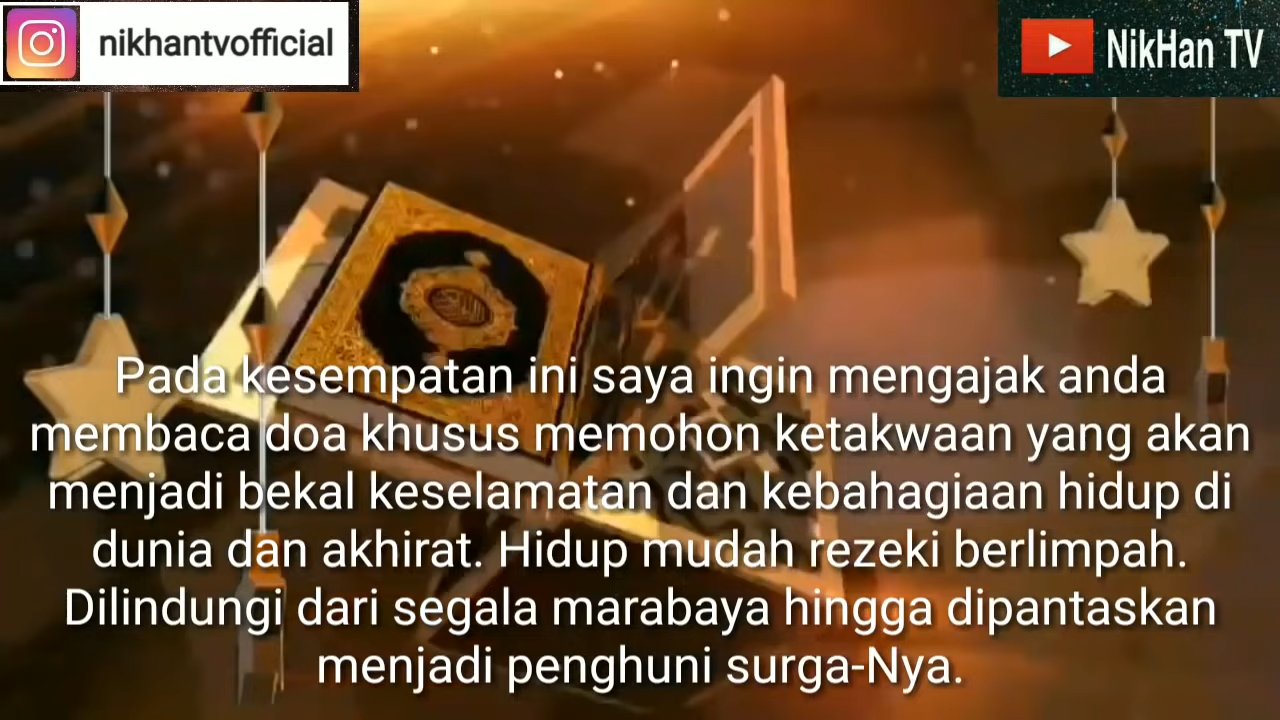 nikhantvofficial
NikHan TV
Pada kesempatan ini saya ingin mengajak anda
membaca doa khusus memohon ketakwaan yang akan
menjadi bekal keselamatan dan kebahagiaan hidup di
dunia dan akhirat. Hidup mudah rezeki berlimpah.
Dilindungi dari segala marabaya hingga dipantaskan
menjadi penghuni surga-Nya.